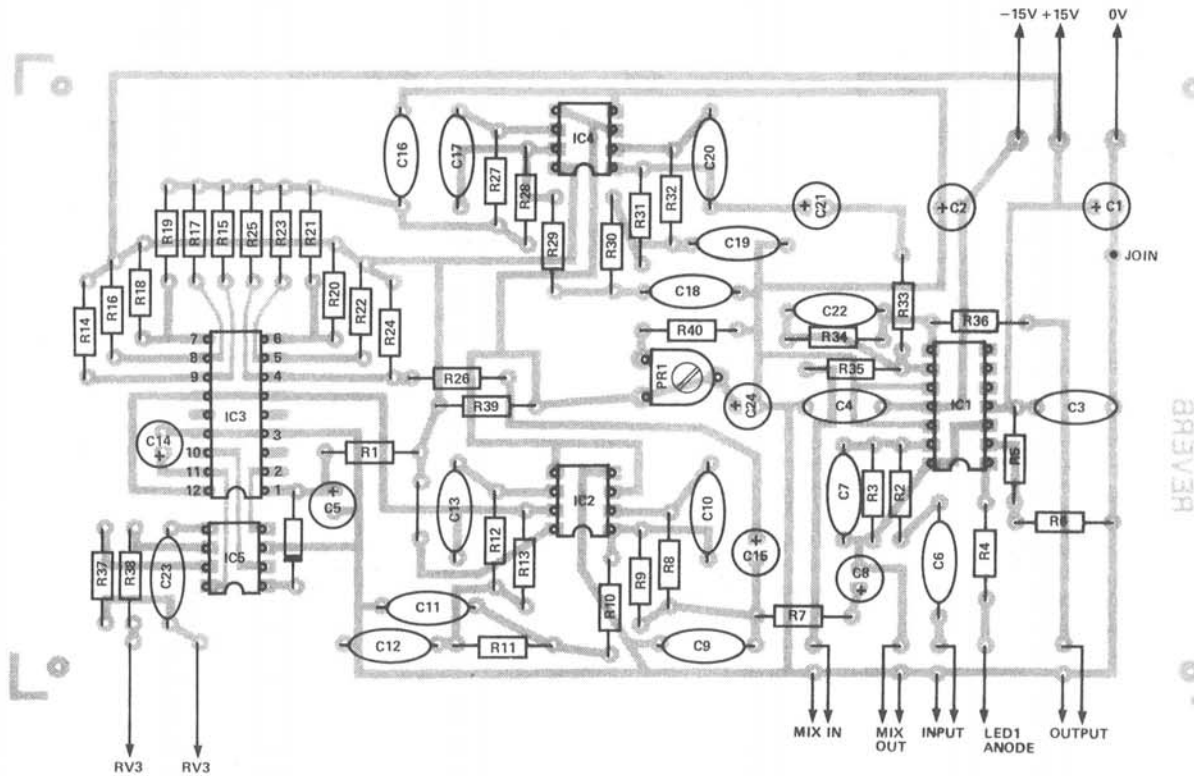 −15V +15V 0V
C16 C17 R27 R28 IC4 C20
R31 R32 C21 C2 C1
R19 R17 R15 R25 R23 R21
R29 R30 C19 JOIN
R14 R16 R18 R20 R22 R24
C18 C22 R33 R36
R40 R34
7 6
8 5
9 4
R26 PR1 R35
IC3 R39 C24 C4 IC1 C3
C14 3
10 R1 R5
11 2
12 1
C5 C13 IC2 C10 C7 R3 R2
REVERB
R12 R13 C15 C6 R4 R6
R37 R38 C23 IC5 R9 R8 C8
C11 R10 R7
C12 R11 C9
MIX IN MIX OUT INPUT LED1 ANODE OUTPUT
RV3 RV3